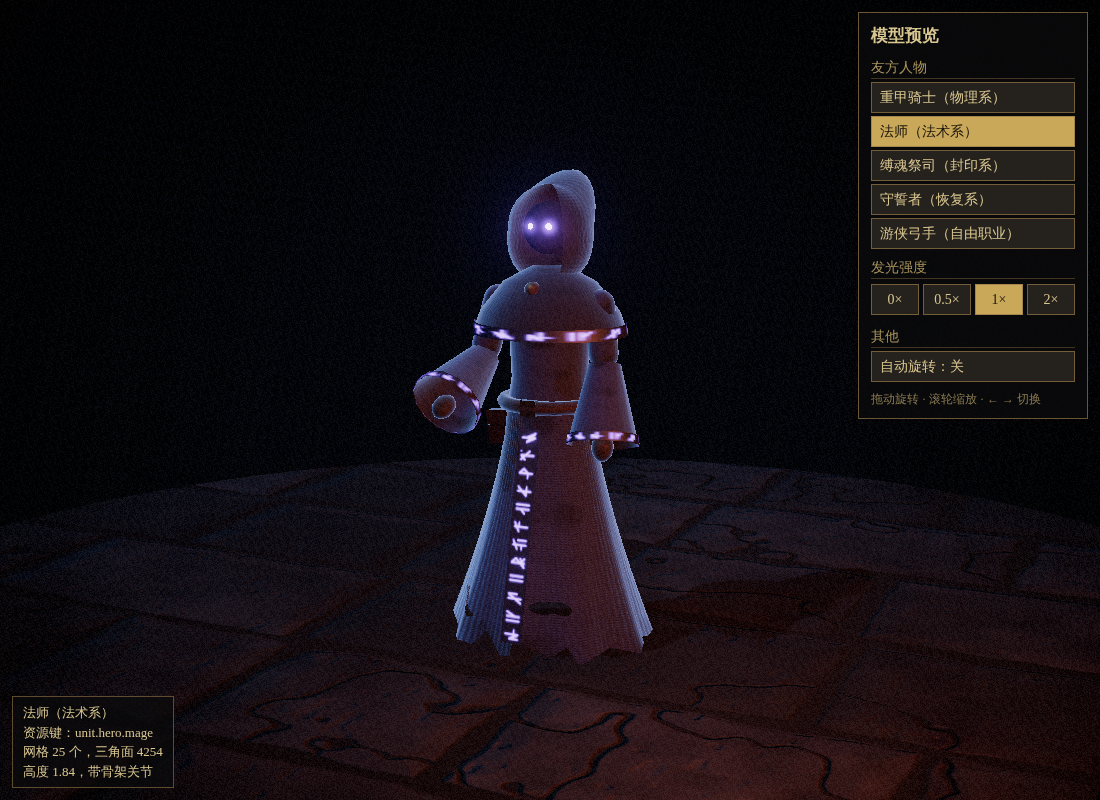 模型预览
友方人物
重甲骑士（物理系）
法师（法术系）
缚魂祭司（封印系）
守誓者（恢复系）
游侠弓手（自由职业）
发光强度
0× 0.5× 1× 2×
其他
自动旋转：关
拖动旋转 · 滚轮缩放 · ← → 切换
法师（法术系）
资源键：unit.hero.mage
网格 25 个，三角面 4254
高度 1.84，带骨架关节